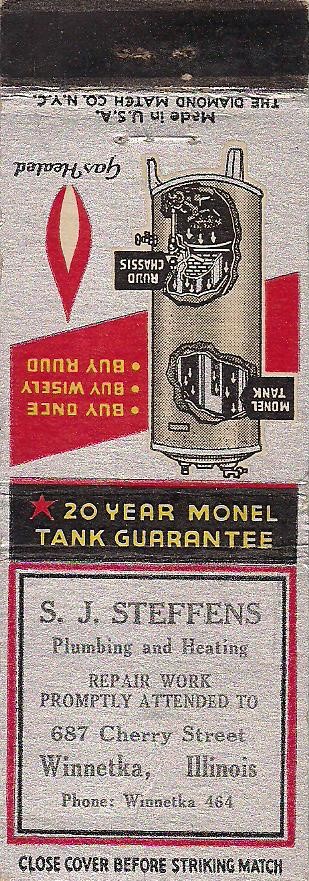 THE DIAMOND MATCH CO. N.Y.C.
Made in U.S.A.
Gas Heated
RUUD
CHASSIS
MONEL
TANK
• BUY ONCE
• BUY WISELY
• BUY RUUD
20 YEAR MONEL
TANK GUARANTEE
S. J. STEFFENS
Plumbing and Heating
REPAIR WORK
PROMPTLY ATTENDED TO
687 Cherry Street
Winnetka, Illinois
Phone: Winnetka 464
CLOSE COVER BEFORE STRIKING MATCH